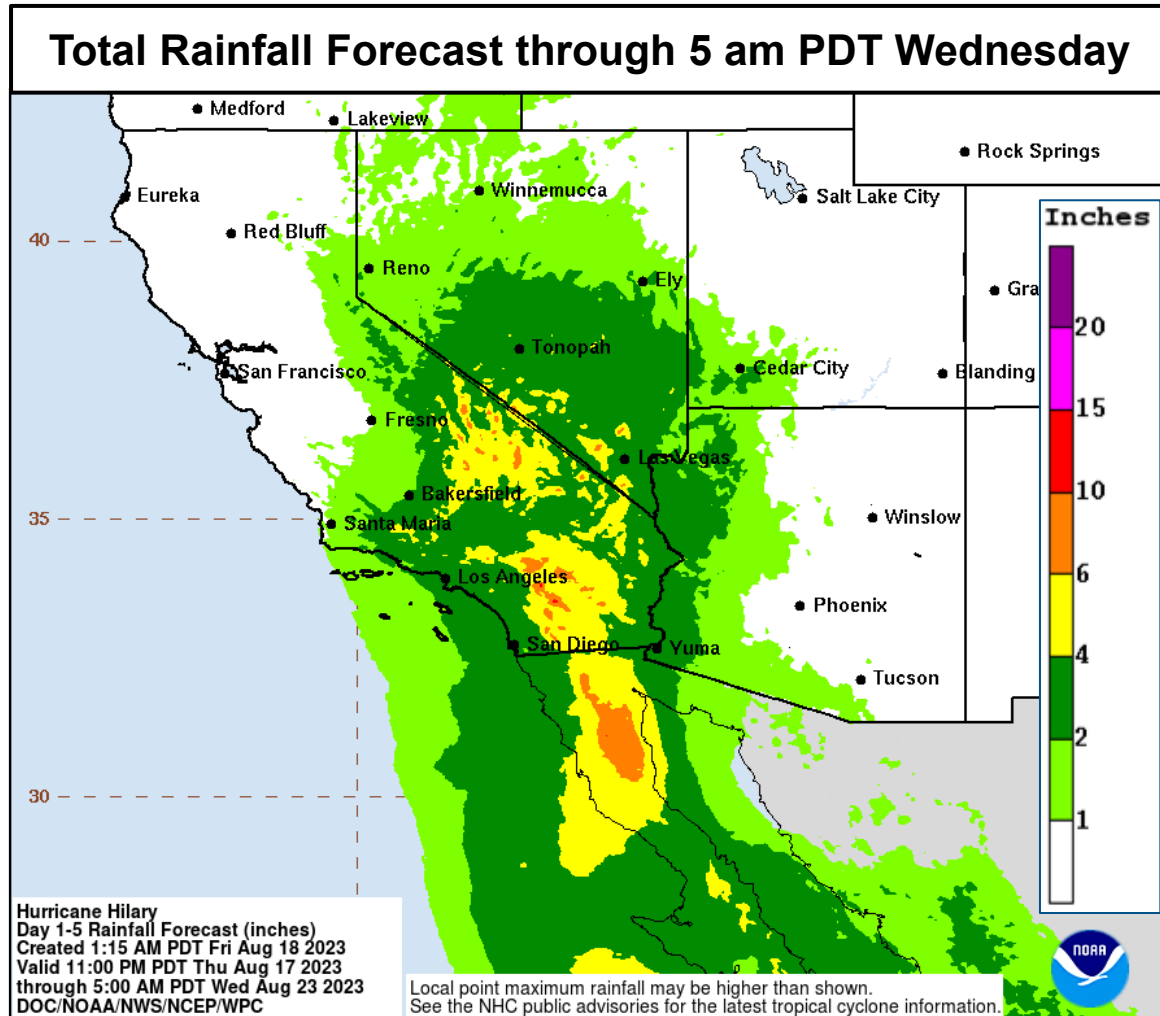 Total Rainfall Forecast through 5 am PDT Wednesday
Medford
Lakeview
Rock Springs
Winnemucca
Eureka
Salt Lake City
Inches
Red Bluff
40
Reno
Ely
Gra
20
Tonopah
San Francisco
Cedar City
Blanding
15
Fresno
Las Vegas
10
Bakersfield
35
Santa Maria
Winslow
6
Los Angeles
Phoenix
San Diego
Yuma
4
Tucson
2
30
1
Hurricane Hilary
Day 1-5 Rainfall Forecast (inches)
Created 1:15 AM PDT Fri Aug 18 2023
Valid 11:00 PM PDT Thu Aug 17 2023
through 5:00 AM PDT Wed Aug 23 2023
DOC/NOAA/NWS/NCEP/WPC
Local point maximum rainfall may be higher than shown.
See the NHC public advisories for the latest tropical cyclone information.
NOAA